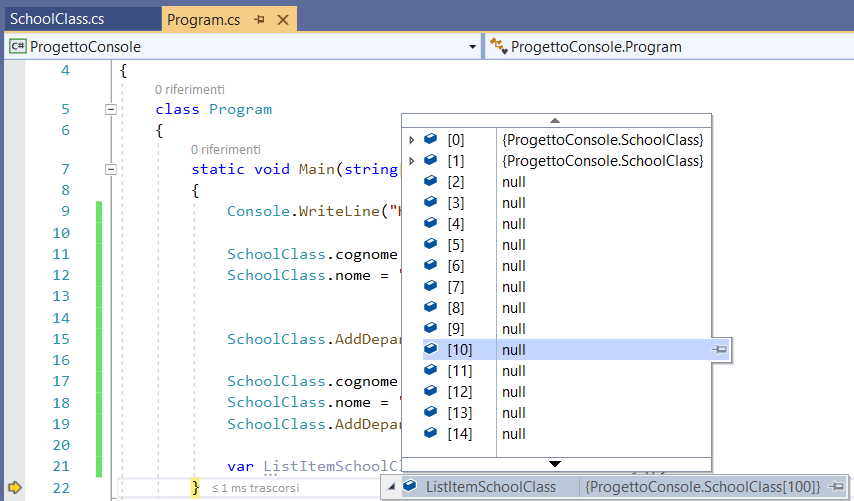 SchoolClass.cs Program.cs
C# ProgettoConsole ProgettoConsole.Program
4 {
0 riferimenti
5 class Program
6 {
0 riferimenti
7 static void Main(string[
8 {
9 Console.WriteLine("
10
11 SchoolClass.cognome
12 SchoolClass.nome = "
13
14
15 SchoolClass.AddDepar
16
17 SchoolClass.cognome
18 SchoolClass.nome = "
19 SchoolClass.AddDepar
20
21 var ListItemSchoolCl
22 } ≤ 1 ms trascorsi
[0] {ProgettoConsole.SchoolClass}
[1] {ProgettoConsole.SchoolClass}
[2] null
[3] null
[4] null
[5] null
[6] null
[7] null
[8] null
[9] null
[10] null
[11] null
[12] null
[13] null
[14] null
ListItemSchoolClass {ProgettoConsole.SchoolClass[100]}